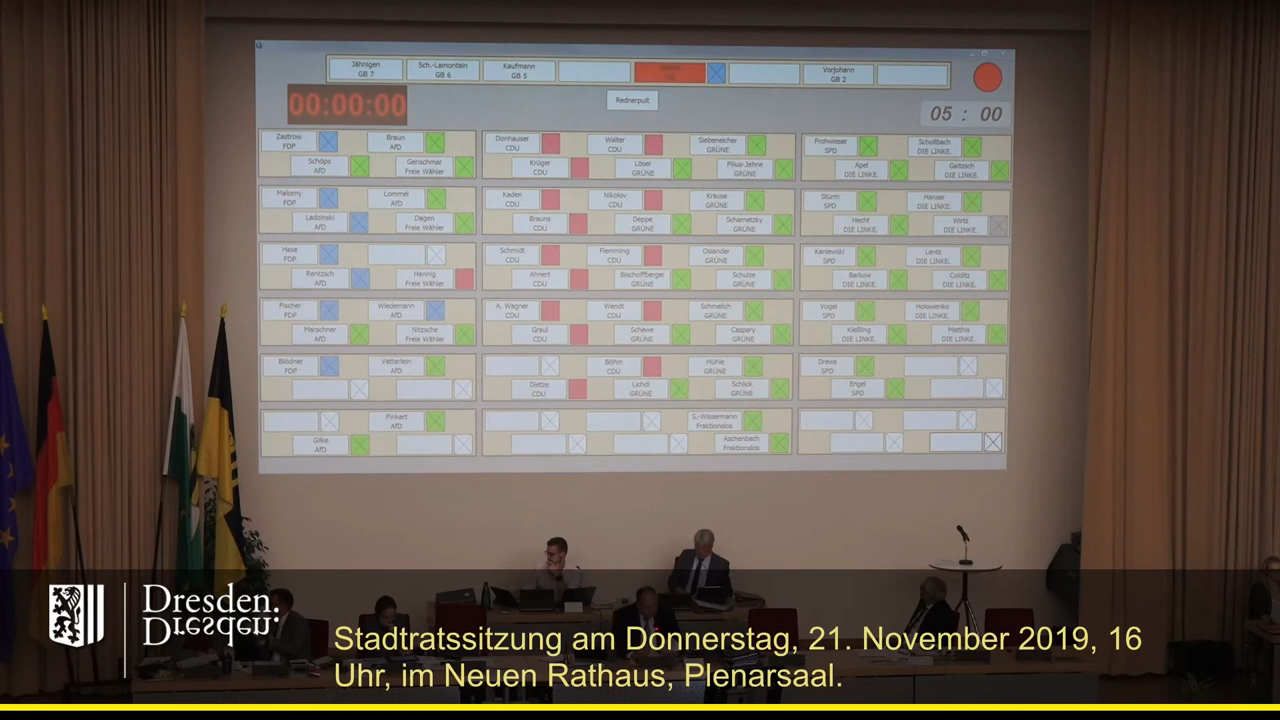 Jähnigen Sch.-Lamontain Kaufmann Vorjohann
GB 7 GB 6 GB 5 GB 2
00:00:00 Rednerpult 05 : 00
Zastrow Braun Donhauser Walter Siebeneicher Frohwieser Schollbach
FDP AfD CDU CDU GRÜNE SPD DIE LINKE.
Schöps Genschmar Krüger Löser Filius-Jehne Apel Gaitzsch
AfD Freie Wähler CDU GRÜNE GRÜNE DIE LINKE. DIE LINKE.
Malorny Lommel Kaden Nikolov Krause Sturm Hanser
FDP AfD CDU CDU GRÜNE SPD DIE LINKE.
Ladzinski Dagen Brauns Deppe Scharnetzky Hecht Wirtz
AfD Freie Wähler CDU GRÜNE GRÜNE DIE LINKE. DIE LINKE.
Hase Schmidt Flemming Oslander Kaniewski Lentz
FDP CDU CDU GRÜNE SPD DIE LINKE.
Rentzsch Hannig Ahnert Bischoffberger Schulze Barkow Colditz
AfD Freie Wähler CDU GRÜNE GRÜNE DIE LINKE. DIE LINKE.
Fischer Wiedemann A. Wagner Wendt Schmelich Vogel Holowenko
FDP AfD CDU CDU GRÜNE SPD DIE LINKE.
Marschner Nitzsche Graul Schewe Caspary Kießling Matthis
AfD Freie Wähler CDU GRÜNE GRÜNE DIE LINKE. DIE LINKE.
Blödner Vetterlein Böhm Mühle Drews
FDP AfD CDU GRÜNE SPD
Dietze Lichdi Schlick Engel
CDU GRÜNE GRÜNE SPD
Pinkert S.-Wissermann
AfD Fraktionslos
Gilke Aschenbach
AfD Fraktionslos
Dresden.
Dresden.
Stadtratssitzung am Donnerstag, 21. November 2019, 16
Uhr, im Neuen Rathaus, Plenarsaal.